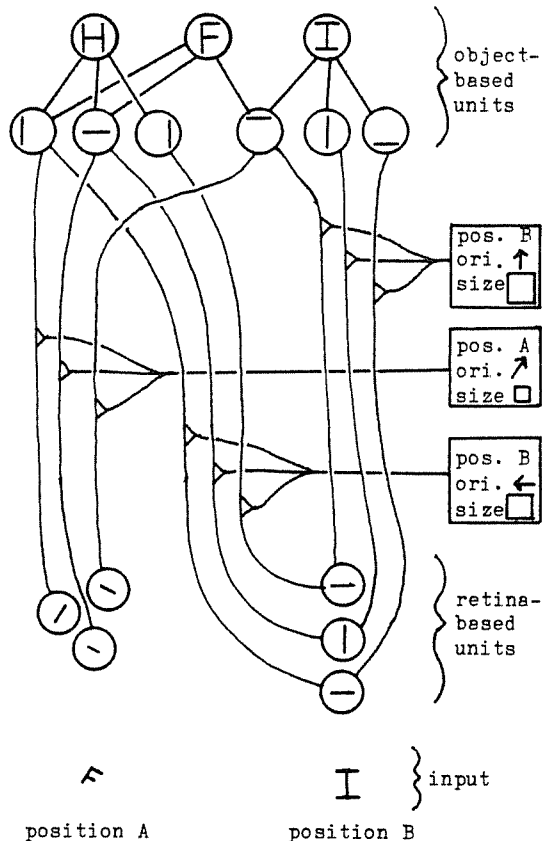 H F I
object-
based
units
pos. B
ori. ↑
size
pos. A
ori. ↗
size
pos. B
ori. ←
size
retina-
based
units
F I
input
position A position B